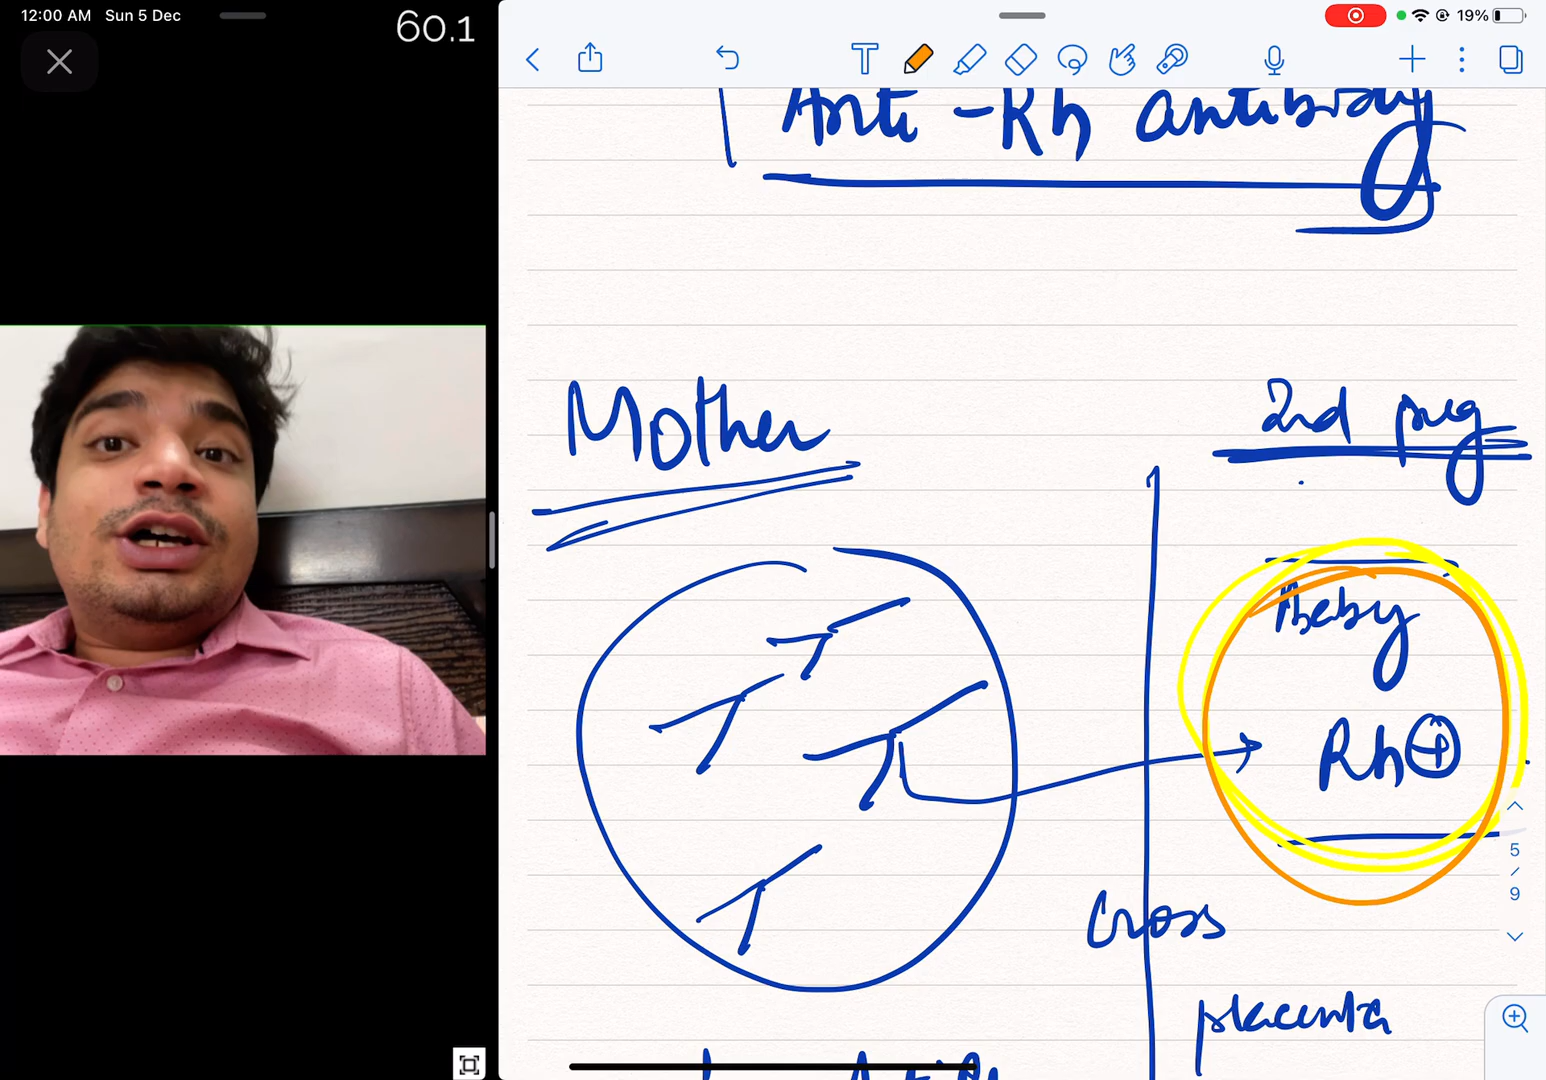 12:00 AM Sun 5 Dec
60.1
19%
T
Anti-Rh antibody
Mother
2nd preg
Baby
Rh +
Cross
placenta
5
/
9